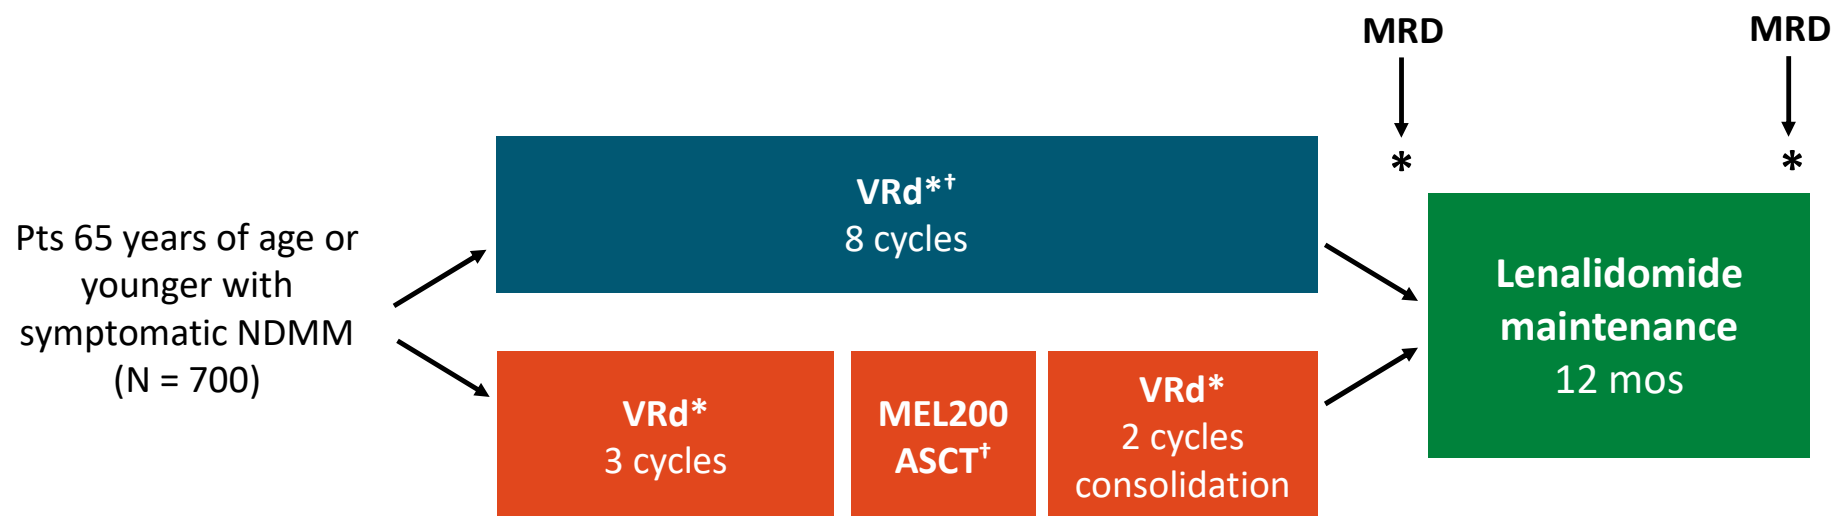 MRD
MRD
*
*
Pts 65 years of age or
younger with
symptomatic NDMM
(N = 700)
VRd*†
8 cycles
VRd*
3 cycles
MEL200
ASCT†
VRd*
2 cycles
consolidation
Lenalidomide
maintenance
12 mos